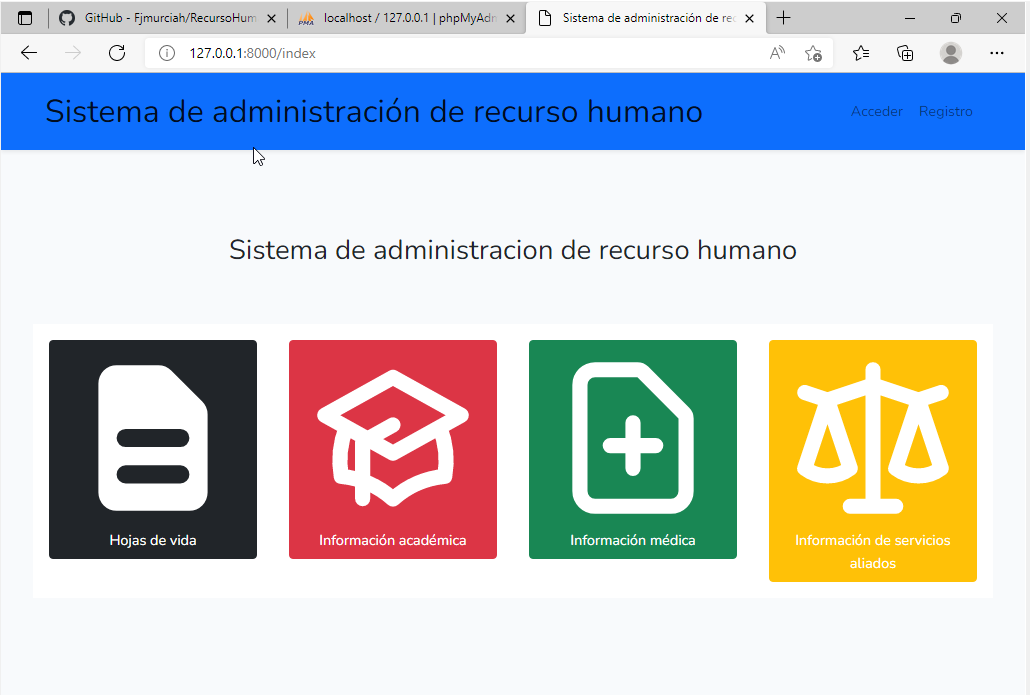 GitHub - Fjmurciah/RecursoHum
PMA localhost / 127.0.0.1 | phpMyAdm
Sistema de administración de rec
127.0.0.1:8000/index
Sistema de administración de recurso humano
Acceder Registro
Sistema de administracion de recurso humano
Hojas de vida
Información académica
Información médica
Información de servicios
aliados